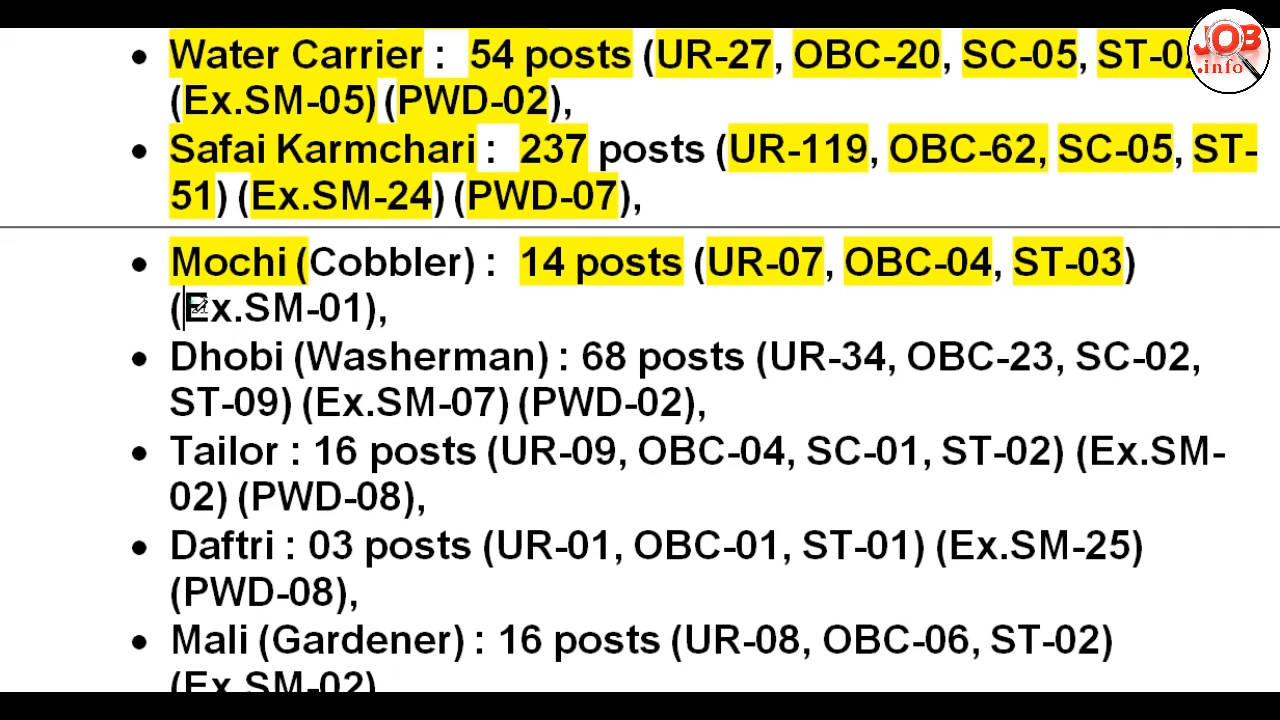 JOB
.info
• Water Carrier : 54 posts (UR-27, OBC-20, SC-05, 
(Ex.SM-05) (PWD-02),
• Safai Karmchari : 237 posts (UR-119, OBC-62, SC-05, ST-
51) (Ex.SM-24) (PWD-07),
• Mochi (Cobbler) : 14 posts (UR-07, OBC-04, ST-03)
(Ex.SM-01),
• Dhobi (Washerman) : 68 posts (UR-34, OBC-23, SC-02,
ST-09) (Ex.SM-07) (PWD-02),
• Tailor : 16 posts (UR-09, OBC-04, SC-01, ST-02) (Ex.SM-
02) (PWD-08),
• Daftri : 03 posts (UR-01, OBC-01, ST-01) (Ex.SM-25)
(PWD-08),
• Mali (Gardener) : 16 posts (UR-08, OBC-06, ST-02)
(Ex.SM-02)